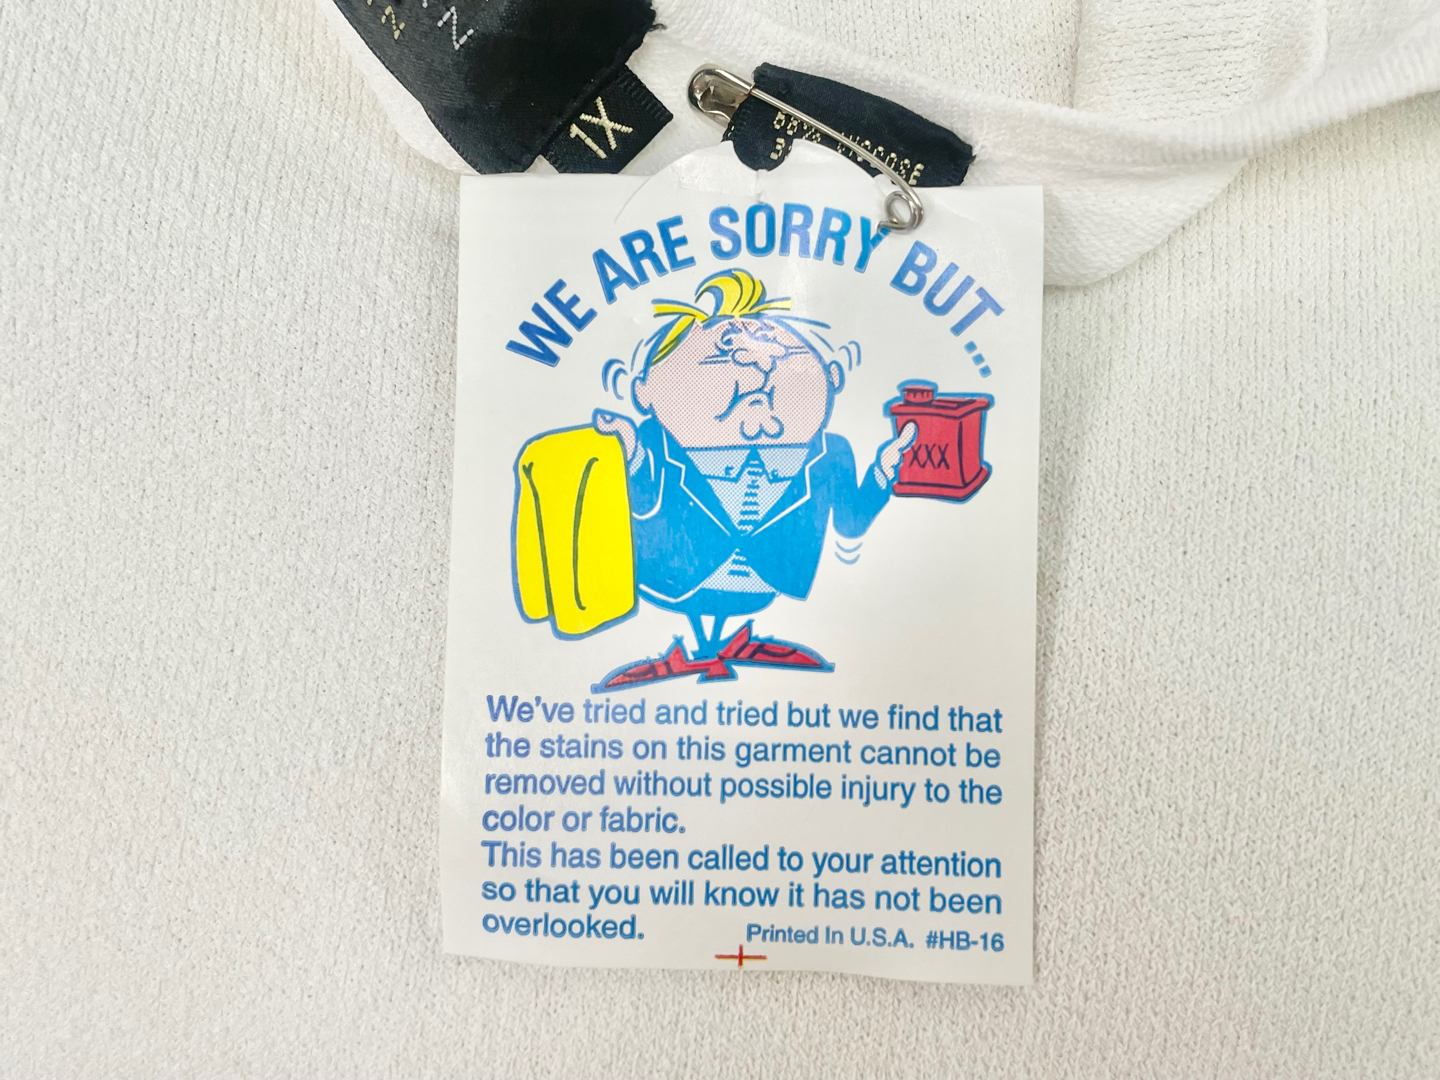 1X
WE ARE SORRY BUT...
XXX
We've tried and tried but we find that
the stains on this garment cannot be
removed without possible injury to the
color or fabric.
This has been called to your attention
so that you will know it has not been
overlooked.
Printed In U.S.A. #HB-16